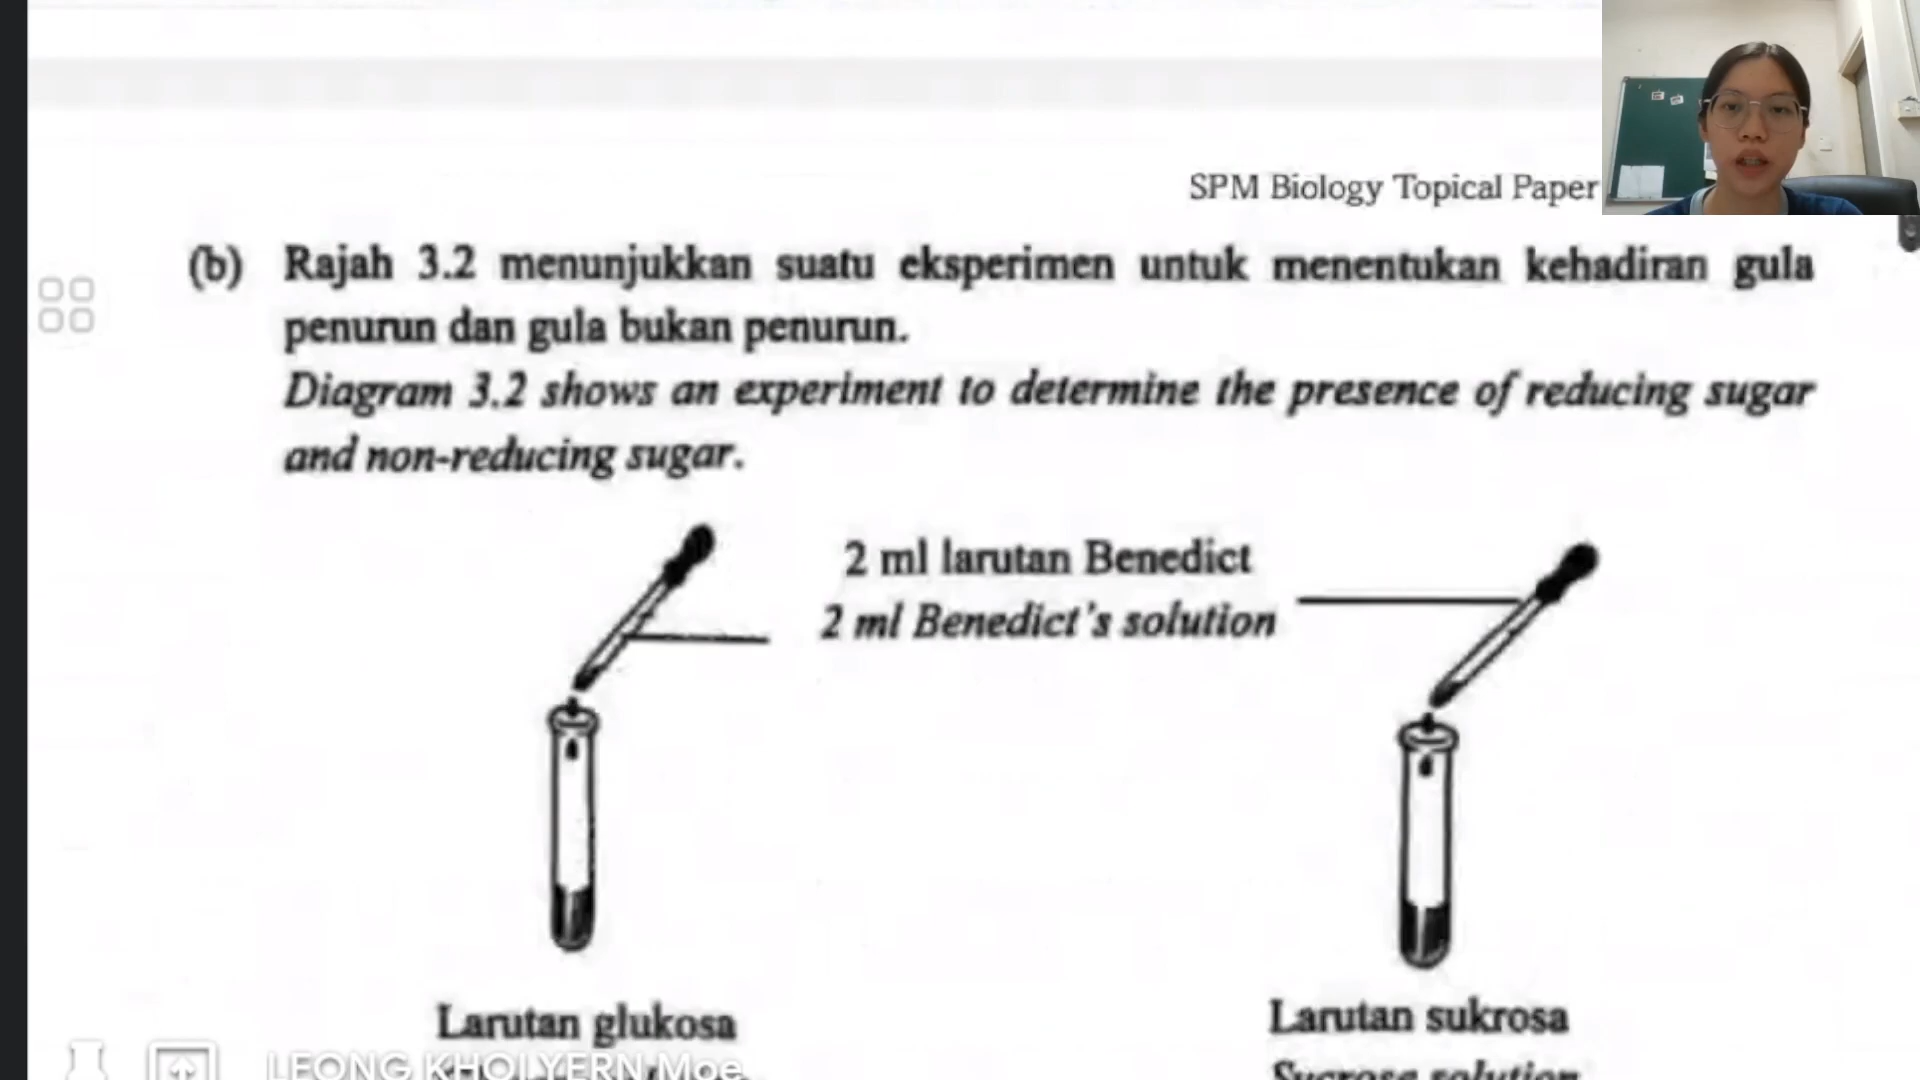 SPM Biology Topical Paper
(b) Rajah 3.2 menunjukkan suatu eksperimen untuk menentukan kehadiran gula
penurun dan gula bukan penurun.
Diagram 3.2 shows an experiment to determine the presence of reducing sugar
and non-reducing sugar.
2 ml larutan Benedict
2 ml Benedict's solution
Larutan glukosa
Larutan sukrosa
Sucrose solution
LEONG KHOI YERN Moe